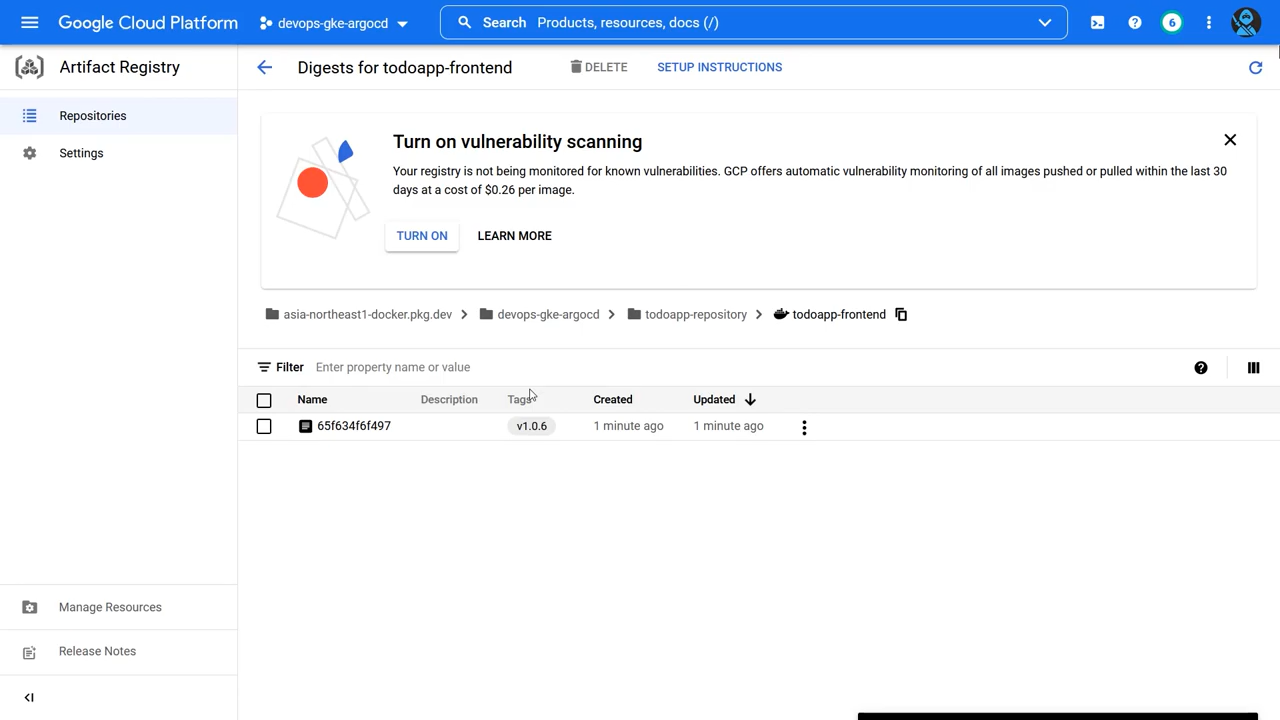 Google Cloud Platform
devops-gke-argocd
Search Products, resources, docs (/)
6
Artifact Registry
Digests for todoapp-frontend
DELETE
SETUP INSTRUCTIONS
Repositories
Settings
Turn on vulnerability scanning
Your registry is not being monitored for known vulnerabilities. GCP offers automatic vulnerability monitoring of all images pushed or pulled within the last 30
days at a cost of $0.26 per image.
TURN ON
LEARN MORE
asia-northeast1-docker.pkg.dev
devops-gke-argocd
todoapp-repository
todoapp-frontend
Filter Enter property name or value
Name Description Tags Created Updated
65f634f6f497 v1.0.6 1 minute ago 1 minute ago
Manage Resources
Release Notes